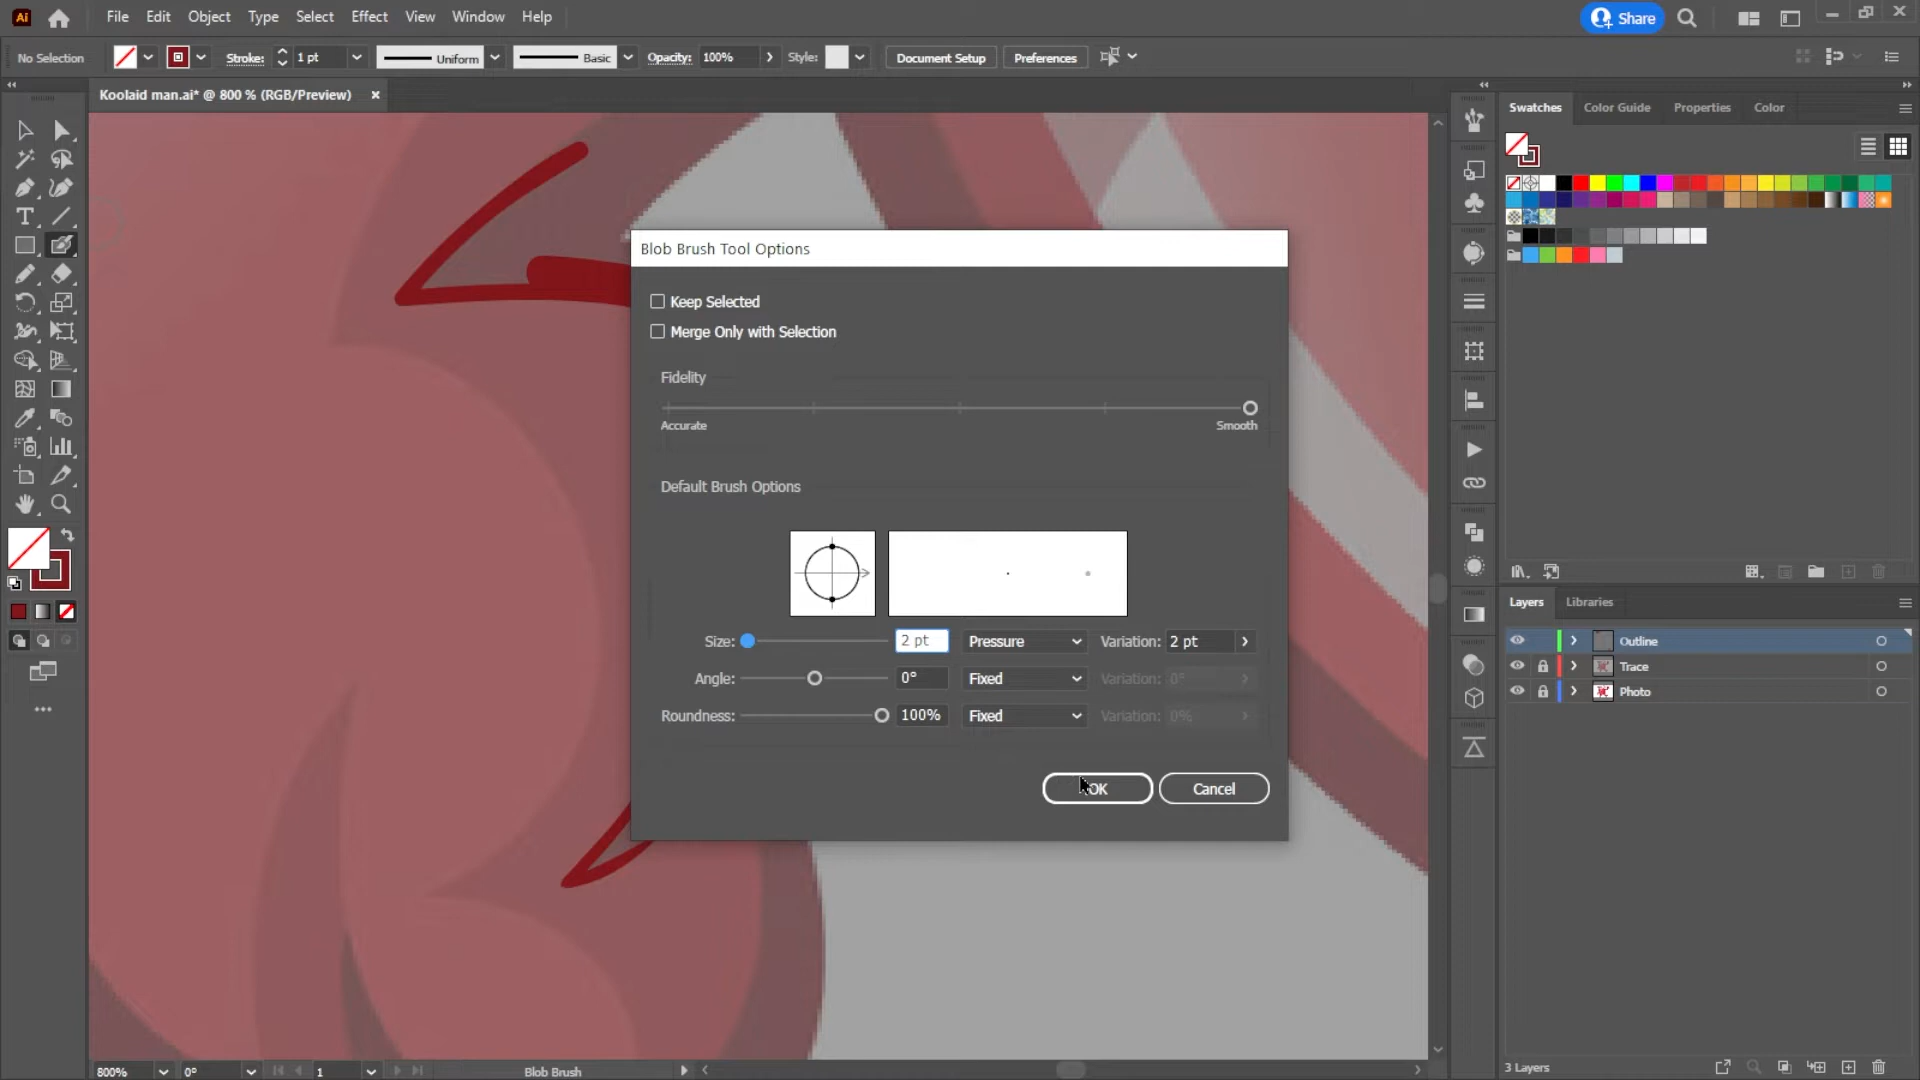 Ai File Edit Object Type Select Effect View Window Help Share
No Selection Stroke: 1 pt Uniform Basic Opacity: 100% Style: Document Setup Preferences
Koolaid man.ai* @ 800 % (RGB/Preview)
Swatches Color Guide Properties Color
Blob Brush Tool Options
Keep Selected
Merge Only with Selection
Fidelity
Accurate Smooth
Default Brush Options
Size: 2 pt Pressure Variation: 2 pt
Angle: 0° Fixed Variation: 0°
Roundness: 100% Fixed Variation: 0%
OK Cancel
Layers Libraries
Outline
Trace
Photo
800% 0° 1 Blob Brush
3 Layers